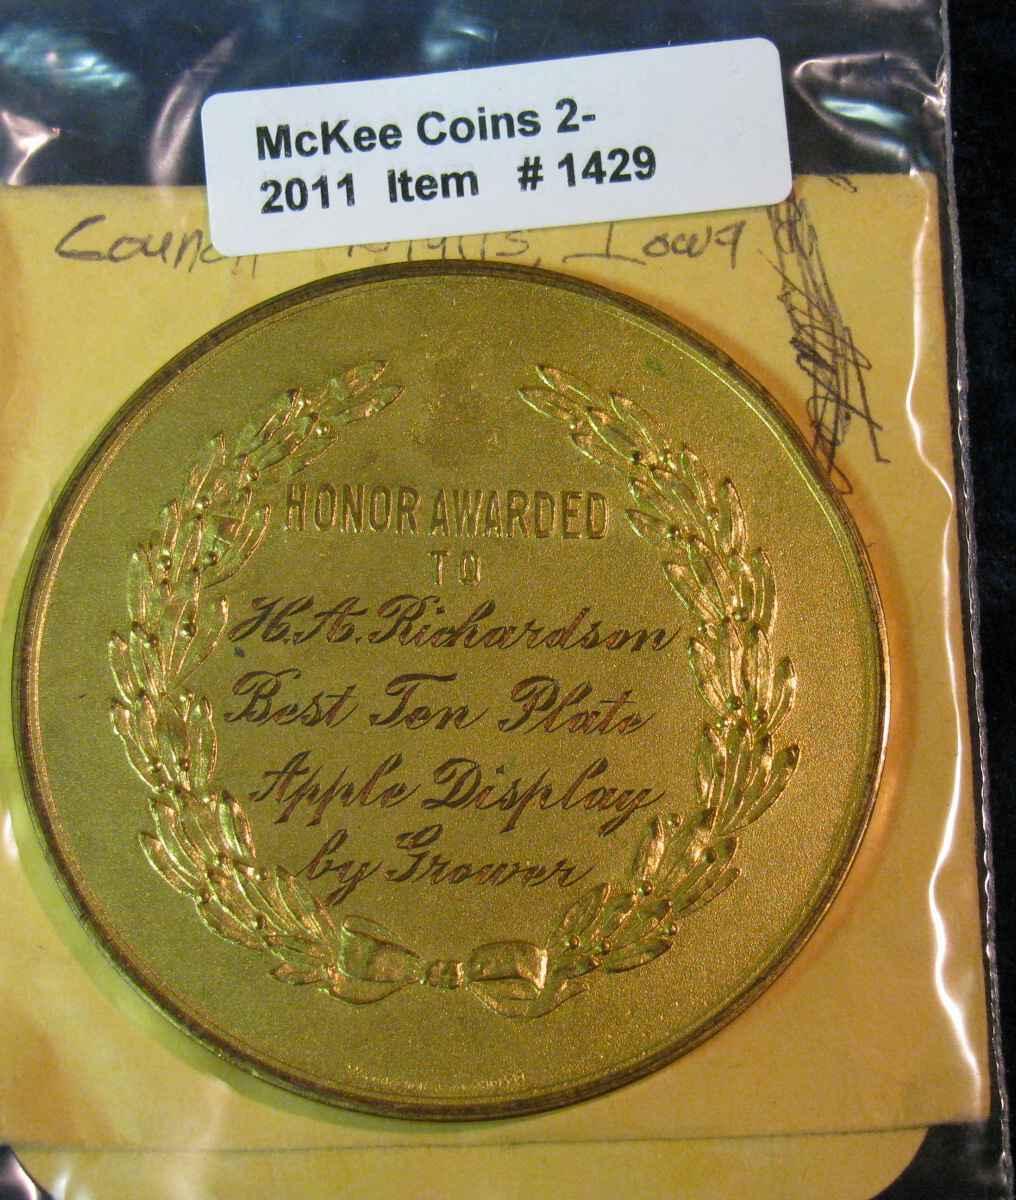 McKee Coins 2-
2011 Item # 1429
Council Bluffs, Iowa
HONOR AWARDED
TO
H.A. Richardson
Best Ten Plate
Apple Display
by Grower